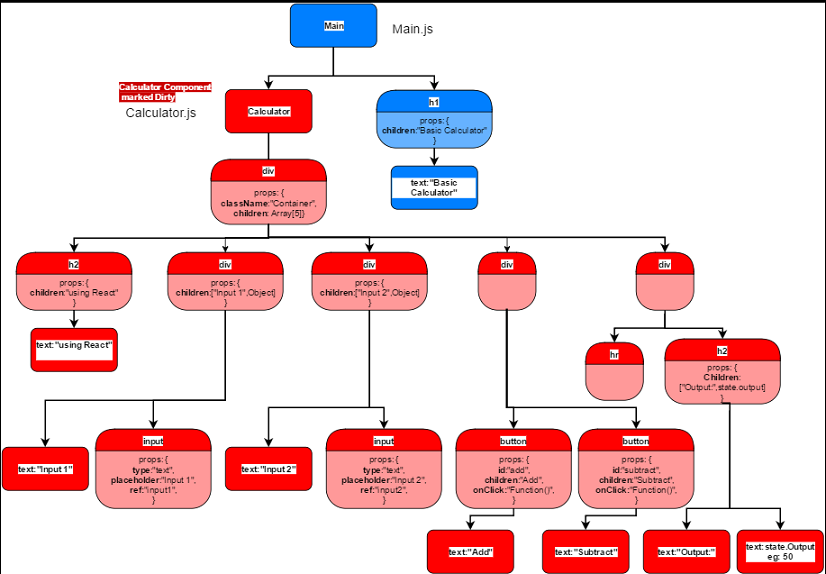 Main
Main.js
Calculator Component
marked Dirty
Calculator.js
Calculator
h1
props: {
children:"Basic Calculator"
}
text:"Basic
Calculator"
div
props: {
className:"Container",
children: Array[5]}
h2
props: {
children:"using React"
}
text:"using React"
div
props: {
children:["Input 1",Object]
}
div
props: {
children:["Input 2",Object]
}
div
div
hr
h2
props: {
Children:
["Output:",state.output]
}
text:"Input 1"
input
props: {
type:"text",
placeholder:"Input 1",
ref:"input1",
}
text:"Input 2"
input
props: {
type:"text",
placeholder:"Input 2",
ref:"input2",
}
button
props: {
id:"add",
children:"Add",
onClick:"Function()",
}
button
props: {
id:"subtract",
children:"Subtract",
onClick:"Function()",
}
text:"Add"
text:"Subtract"
text:"Output:"
text:state.Output
eg: 50